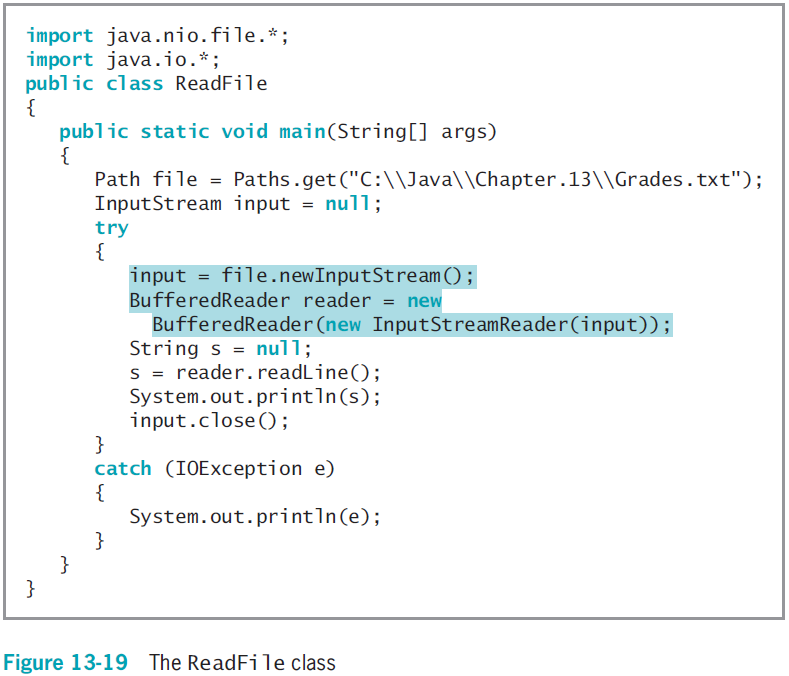 import java.nio.file.*;
import java.io.*;
public class ReadFile
{
   public static void main(String[] args)
   {
      Path file = Paths.get("C:\\Java\\Chapter.13\\Grades.txt");
      InputStream input = null;
      try
      {
         input = file.newInputStream();
         BufferedReader reader = new
           BufferedReader(new InputStreamReader(input));
         String s = null;
         s = reader.readLine();
         System.out.println(s);
         input.close();
      }
      catch (IOException e)
      {
         System.out.println(e);
      }
   }
}
Figure 13-19 The ReadFile class